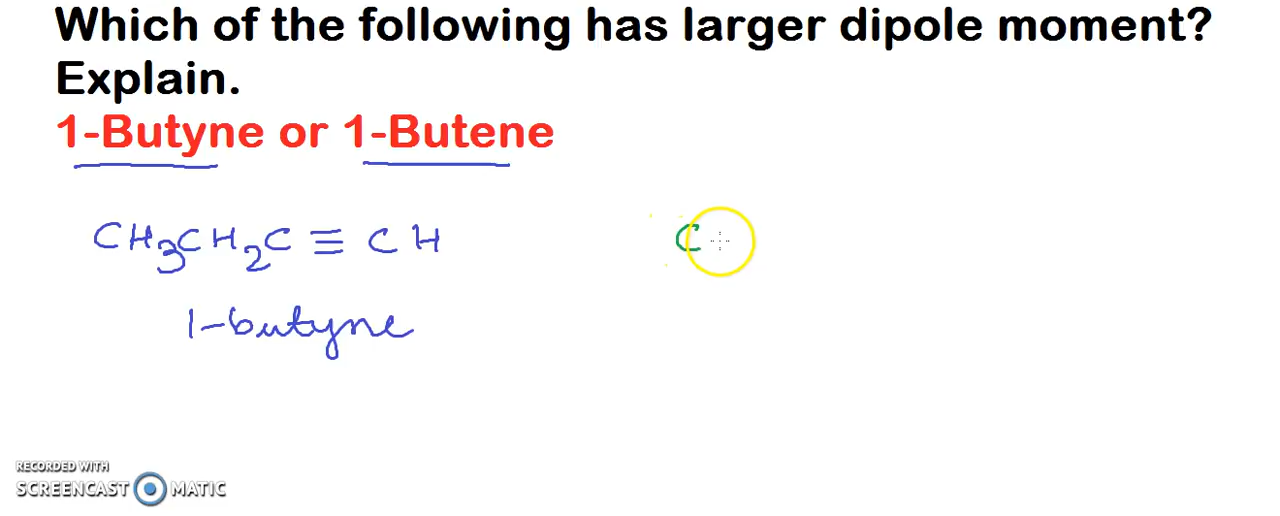 Which of the following has larger dipole moment?
Explain.
1-Butyne or 1-Butene
CH3CH2C≡CH C
1-butyne
RECORDED WITH
SCREENCAST MATIC